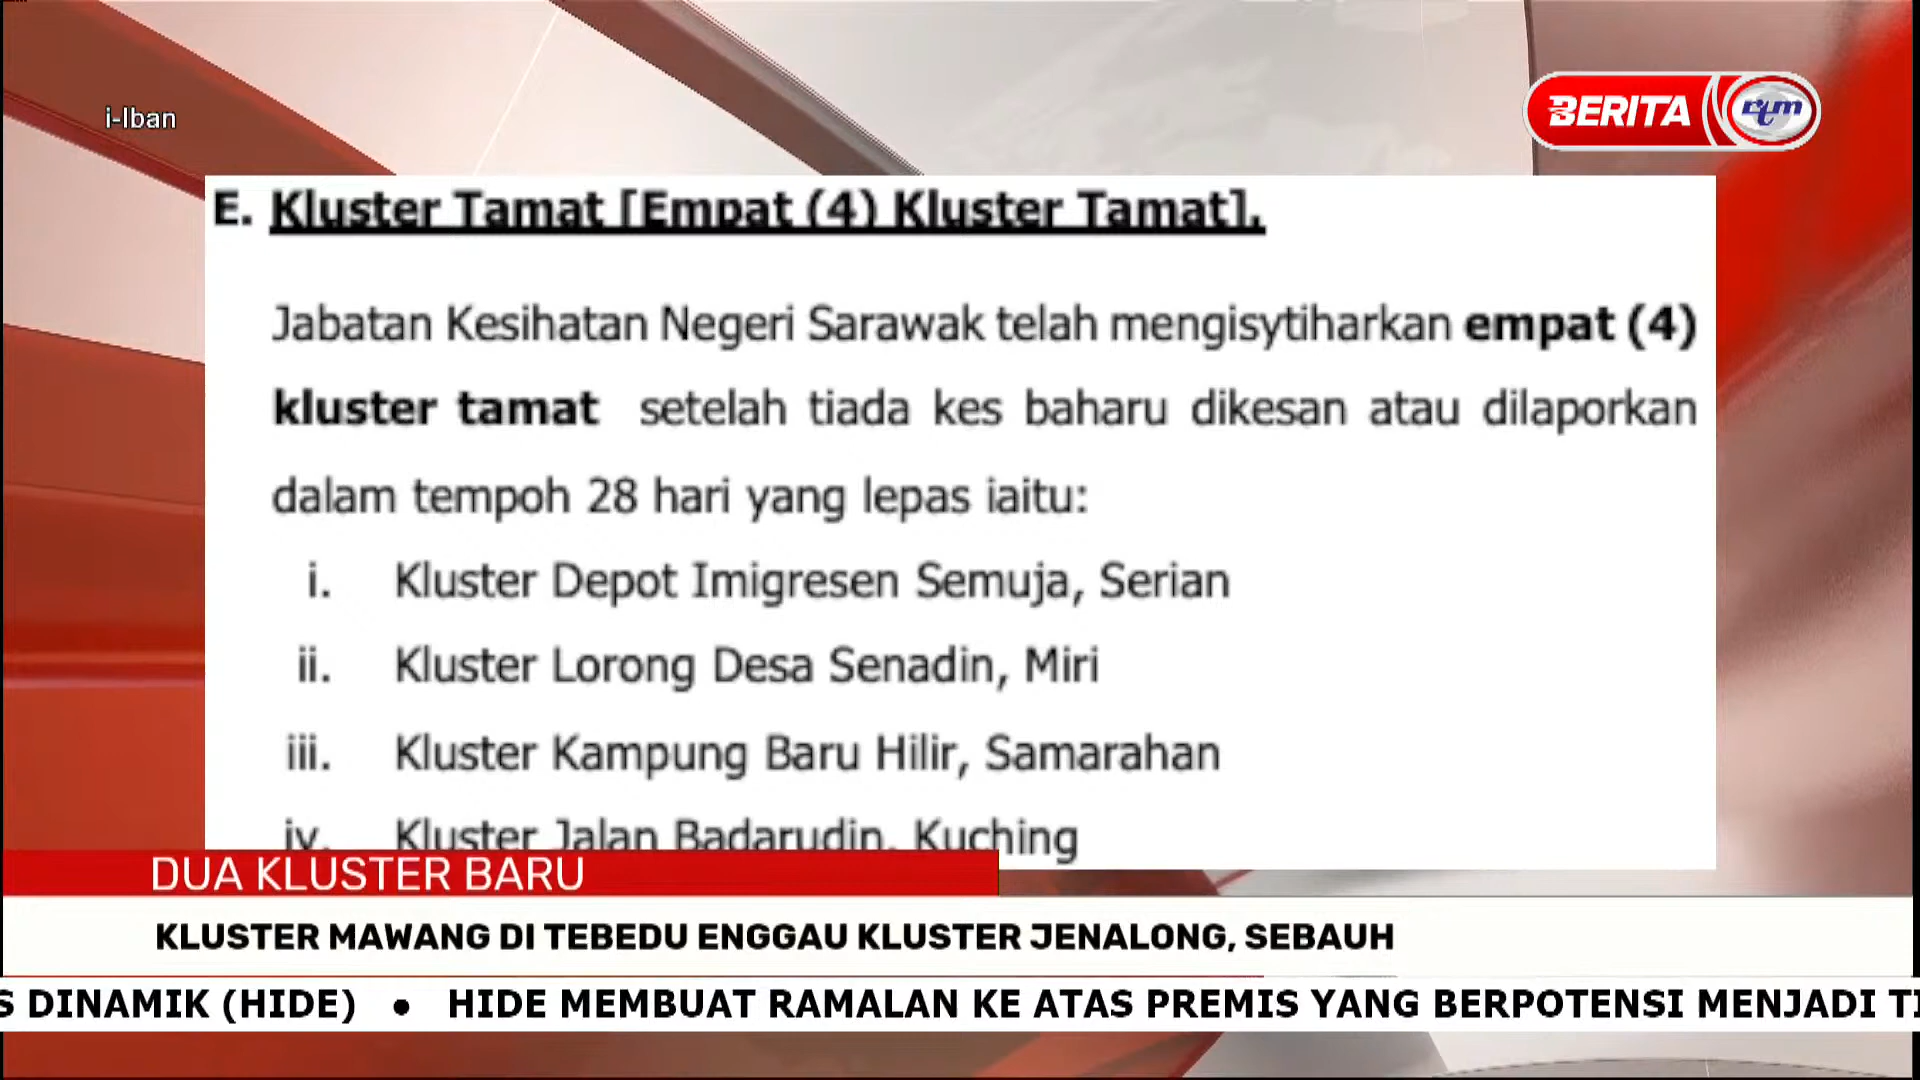 i-Iban
BERITA rtm
E. Kluster Tamat [Empat (4) Kluster Tamat].
Jabatan Kesihatan Negeri Sarawak telah mengisytiharkan empat (4)
kluster tamat setelah tiada kes baharu dikesan atau dilaporkan
dalam tempoh 28 hari yang lepas iaitu:
i. Kluster Depot Imigresen Semuja, Serian
ii. Kluster Lorong Desa Senadin, Miri
iii. Kluster Kampung Baru Hilir, Samarahan
iv. Kluster Jalan Badarudin, Kuching
DUA KLUSTER BARU
KLUSTER MAWANG DI TEBEDU ENGGAU KLUSTER JENALONG, SEBAUH
S DINAMIK (HIDE) • HIDE MEMBUAT RAMALAN KE ATAS PREMIS YANG BERPOTENSI MENJADI TI